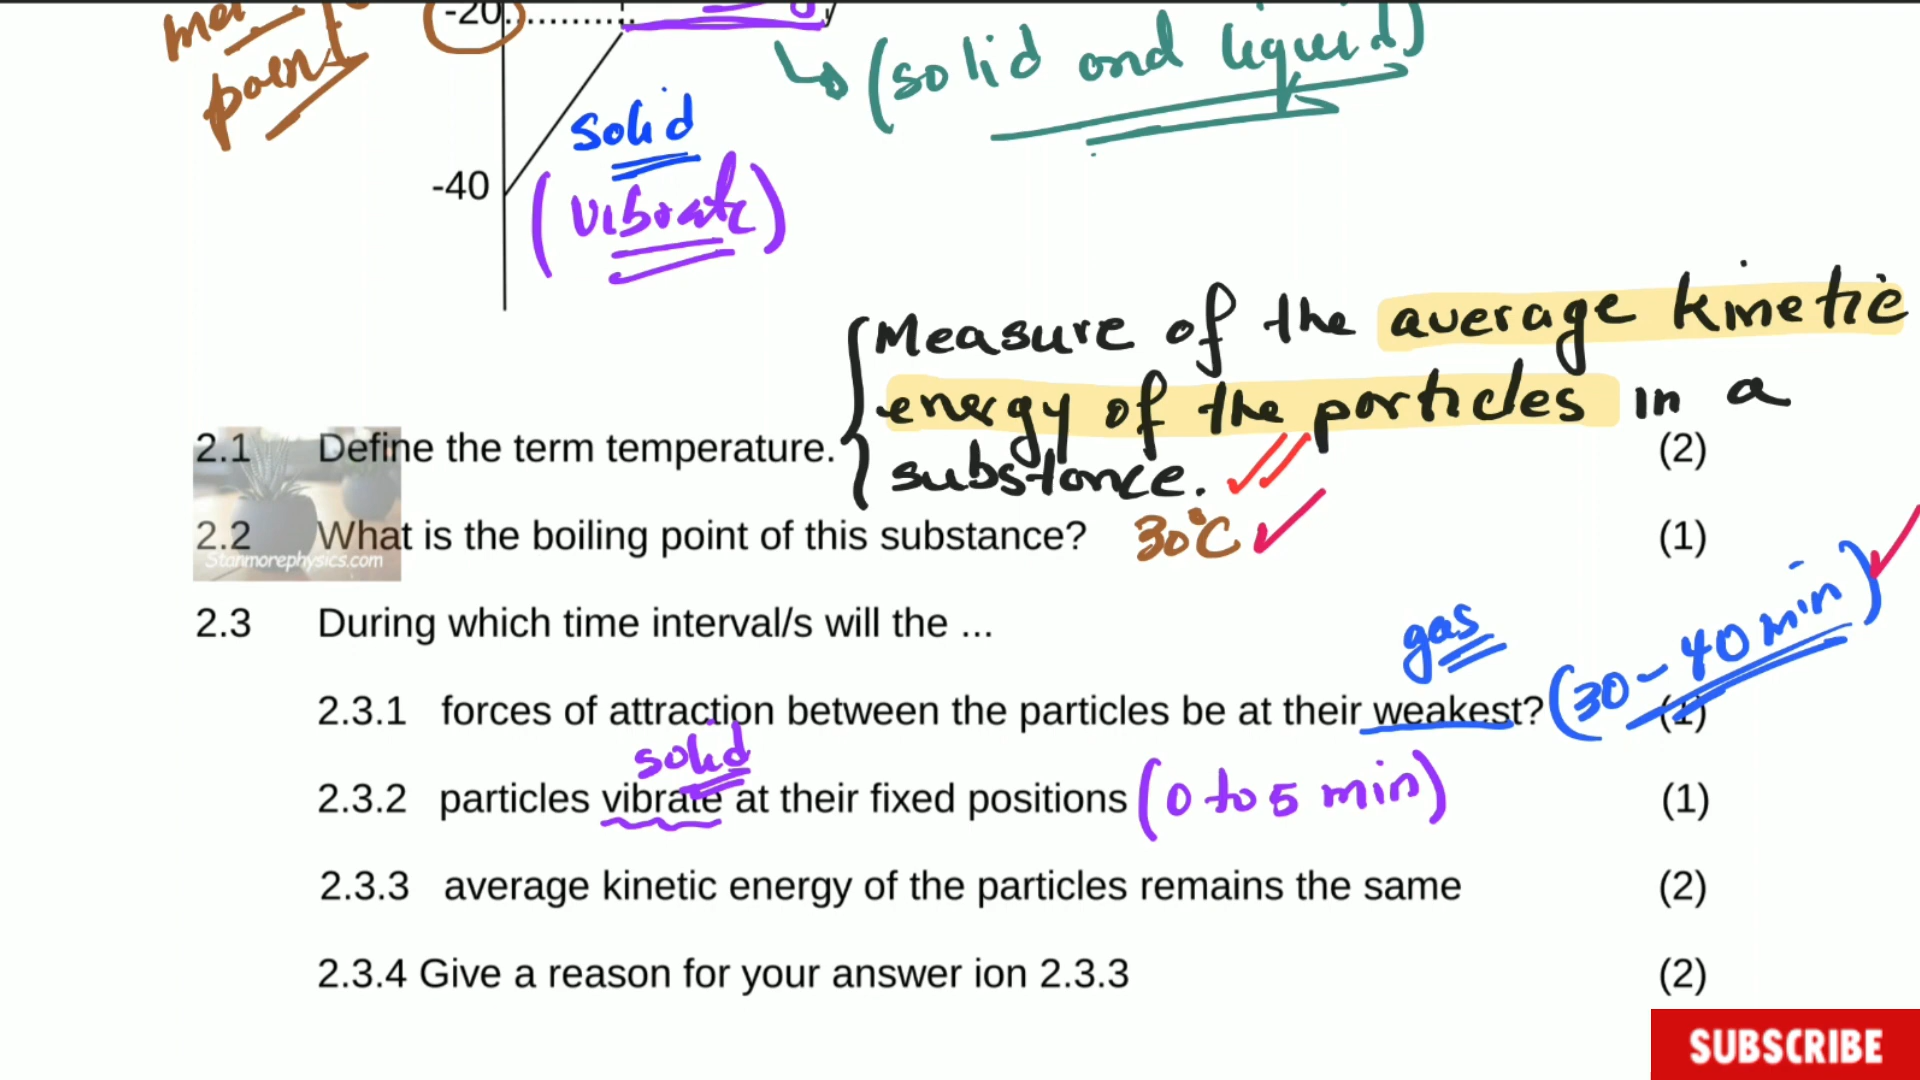 -20
point
(solid and liquid)
solid
-40
(vibrate)
Measure of the average kinetic
energy of the particles in a
substance.
2.1 Define the term temperature. (2)
2.2 What is the boiling point of this substance? 30°C (1)
Stanmorephysics.com
2.3 During which time interval/s will the ...
gas
(30-40 min)
2.3.1 forces of attraction between the particles be at their weakest? (1)
solid
2.3.2 particles vibrate at their fixed positions (0 to 5 min) (1)
2.3.3 average kinetic energy of the particles remains the same (2)
2.3.4 Give a reason for your answer ion 2.3.3 (2)
SUBSCRIBE